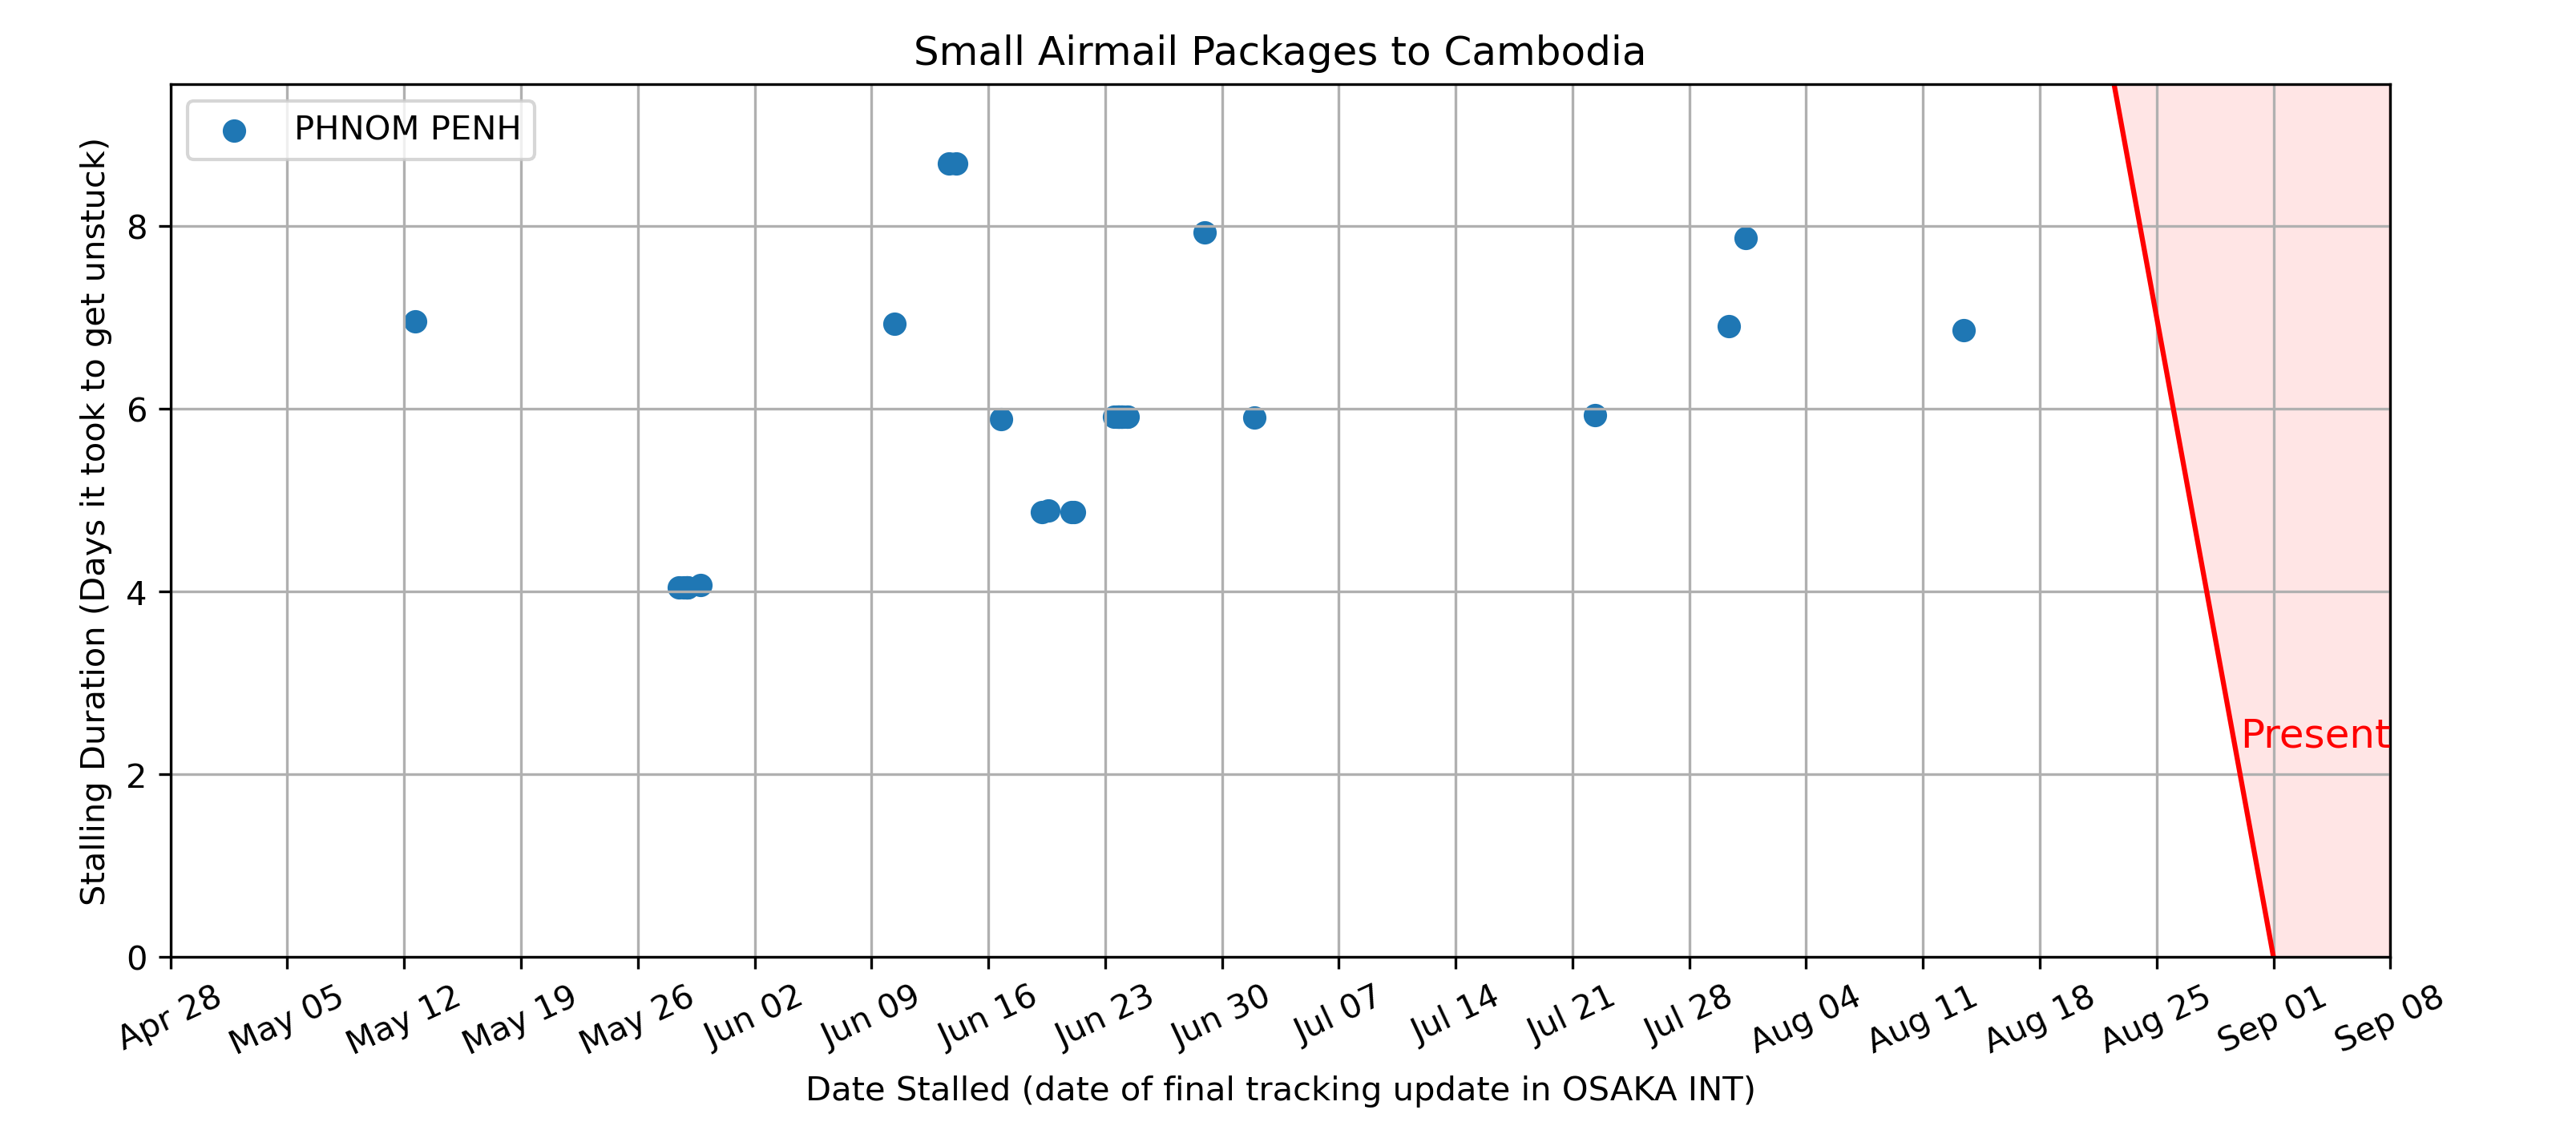 Small Airmail Packages to Cambodia
PHNOM PENH
Stalling Duration (Days it took to get unstuck)
8
6
4
2
0
Present
Apr 28
May 05
May 12
May 19
May 26
Jun 02
Jun 09
Jun 16
Jun 23
Jun 30
Jul 07
Jul 14
Jul 21
Jul 28
Aug 04
Aug 11
Aug 18
Aug 25
Sep 01
Sep 08
Date Stalled (date of final tracking update in OSAKA INT)